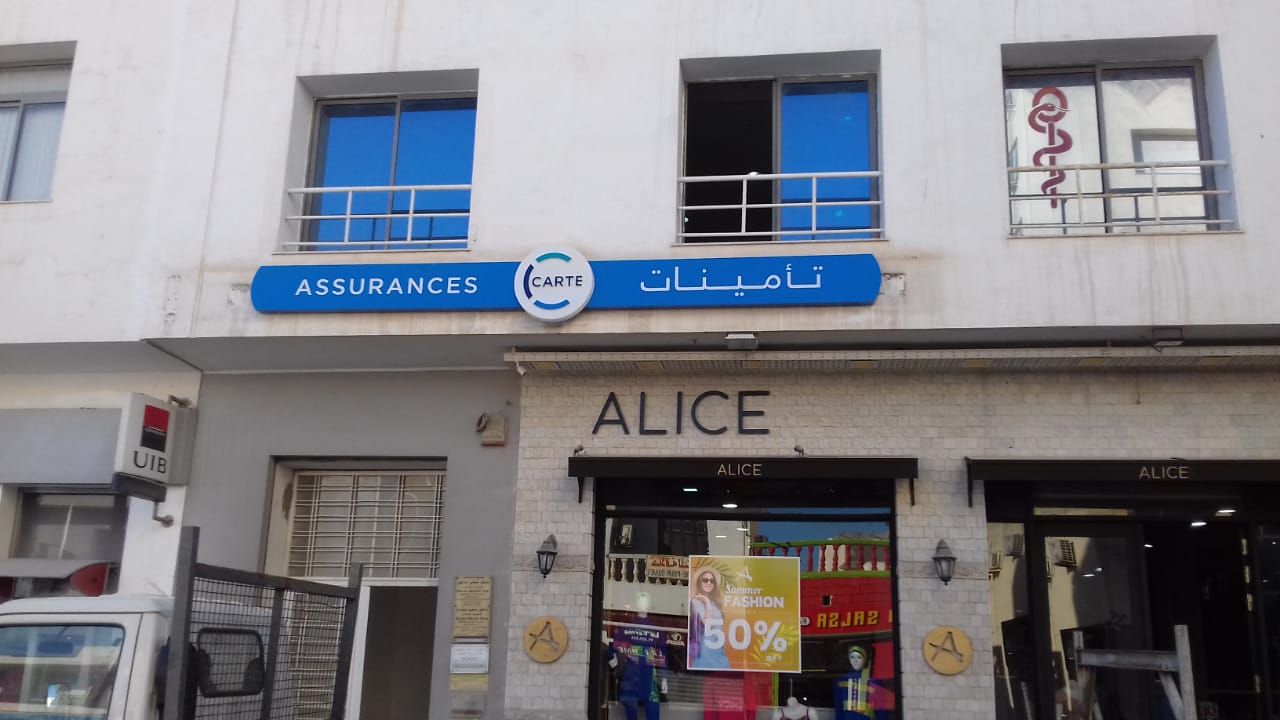 ASSURANCES CARTE تأمينات
ALICE
ALICE
ALICE
UIB
Summer
FASHION
50%
SALSA